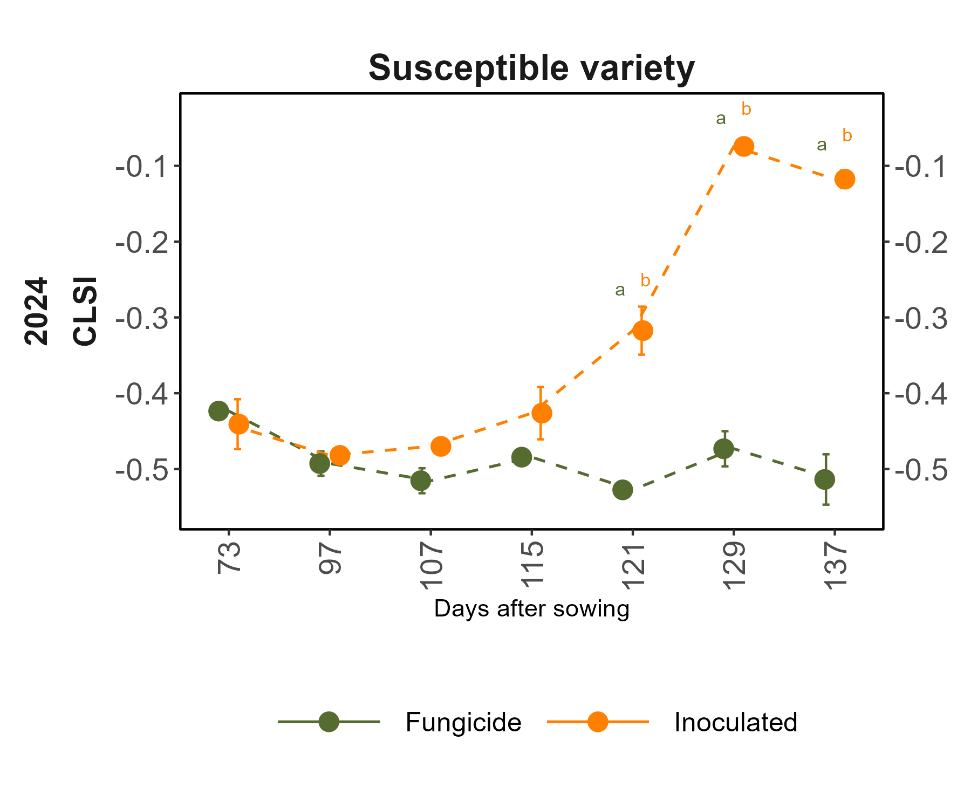 Susceptible variety
a b
a b
a b
-0.1 -0.1
-0.2 -0.2
-0.3 -0.3
-0.4 -0.4
-0.5 -0.5
2024
CLSI
73 97 107 115 121 129 137
Days after sowing
Fungicide Inoculated